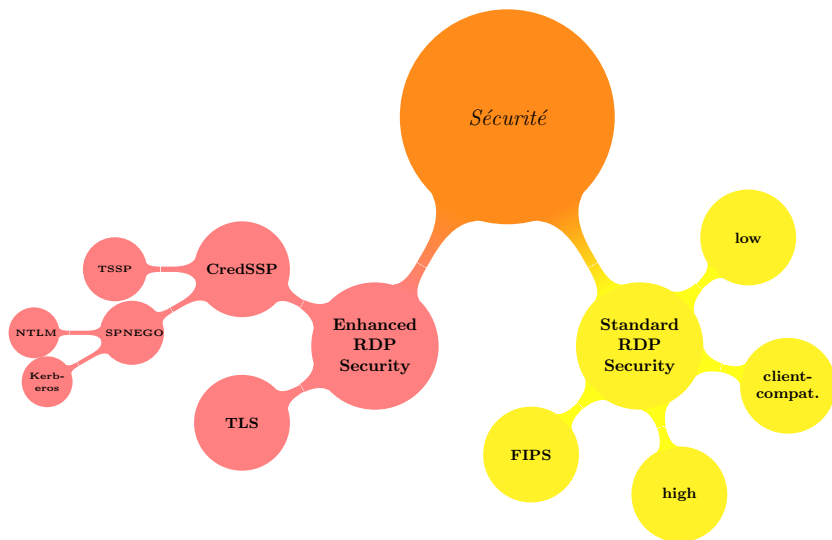 Sécurité
Enhanced
RDP
Security
CredSSP
TSSP
SPNEGO
NTLM
Kerb-
eros
TLS
Standard
RDP
Security
low
client-
compat.
high
FIPS